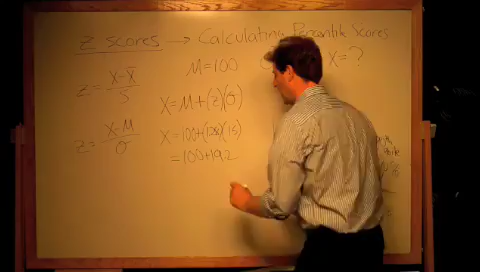 Z scores → Calculating Percentile Scores
M=100
X=?
z = X-X̄ / S
X=M+(z)(σ)
z = X-M / σ
X=100+(1.28)(15)
=100+19.2